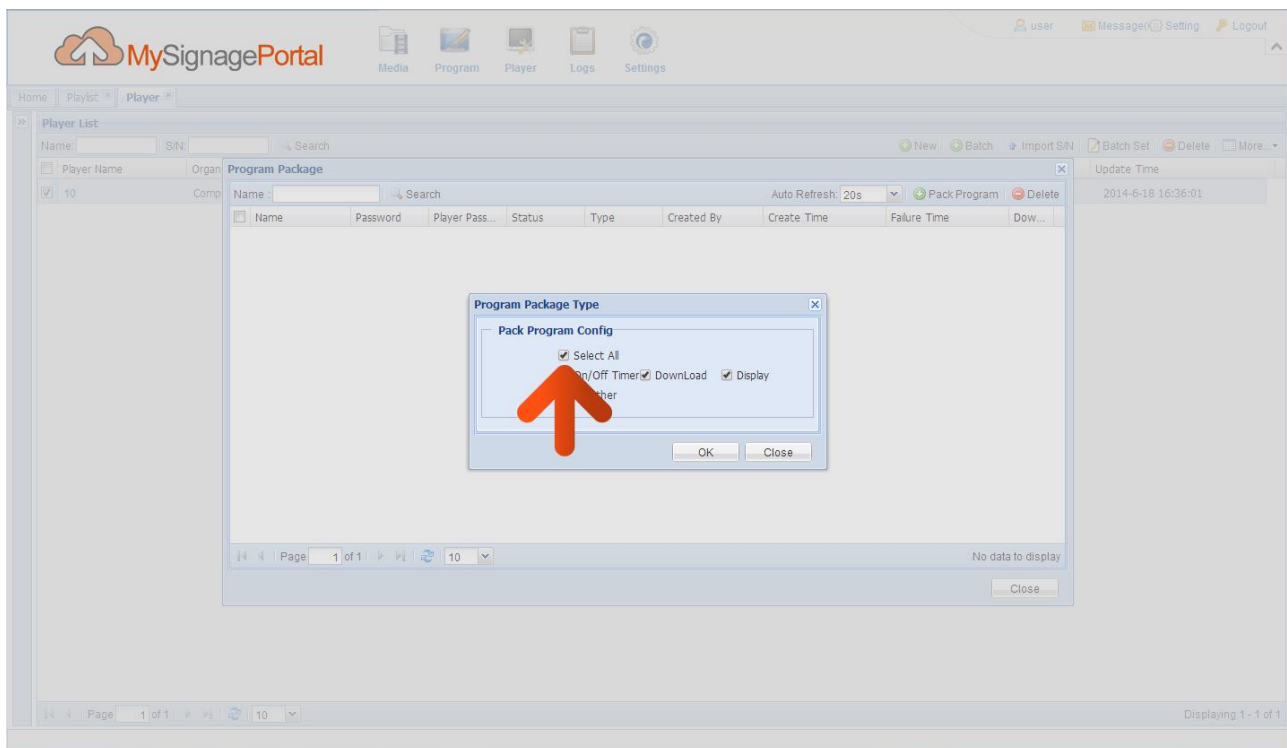 user Message( Setting Logout
MySignagePortal
Media Program Player Logs Settings
Home Playlist Player
Player List
Name: S/N: Search New Batch Import S/N Batch Set Delete More...
Player Name Organ Update Time
10 Comp 2014-6-18 16:36:01
Program Package
Name : Search Auto Refresh: 20s Pack Program Delete
Name Password Player Pass... Status Type Created By Create Time Failure Time Dow...
Program Package Type
Pack Program Config
Select All
On/Off Timer DownLoad Display
ther
OK Close
Page 1 of 1 10 No data to display
Close
Page 1 of 1 10 Displaying 1 - 1 of 1